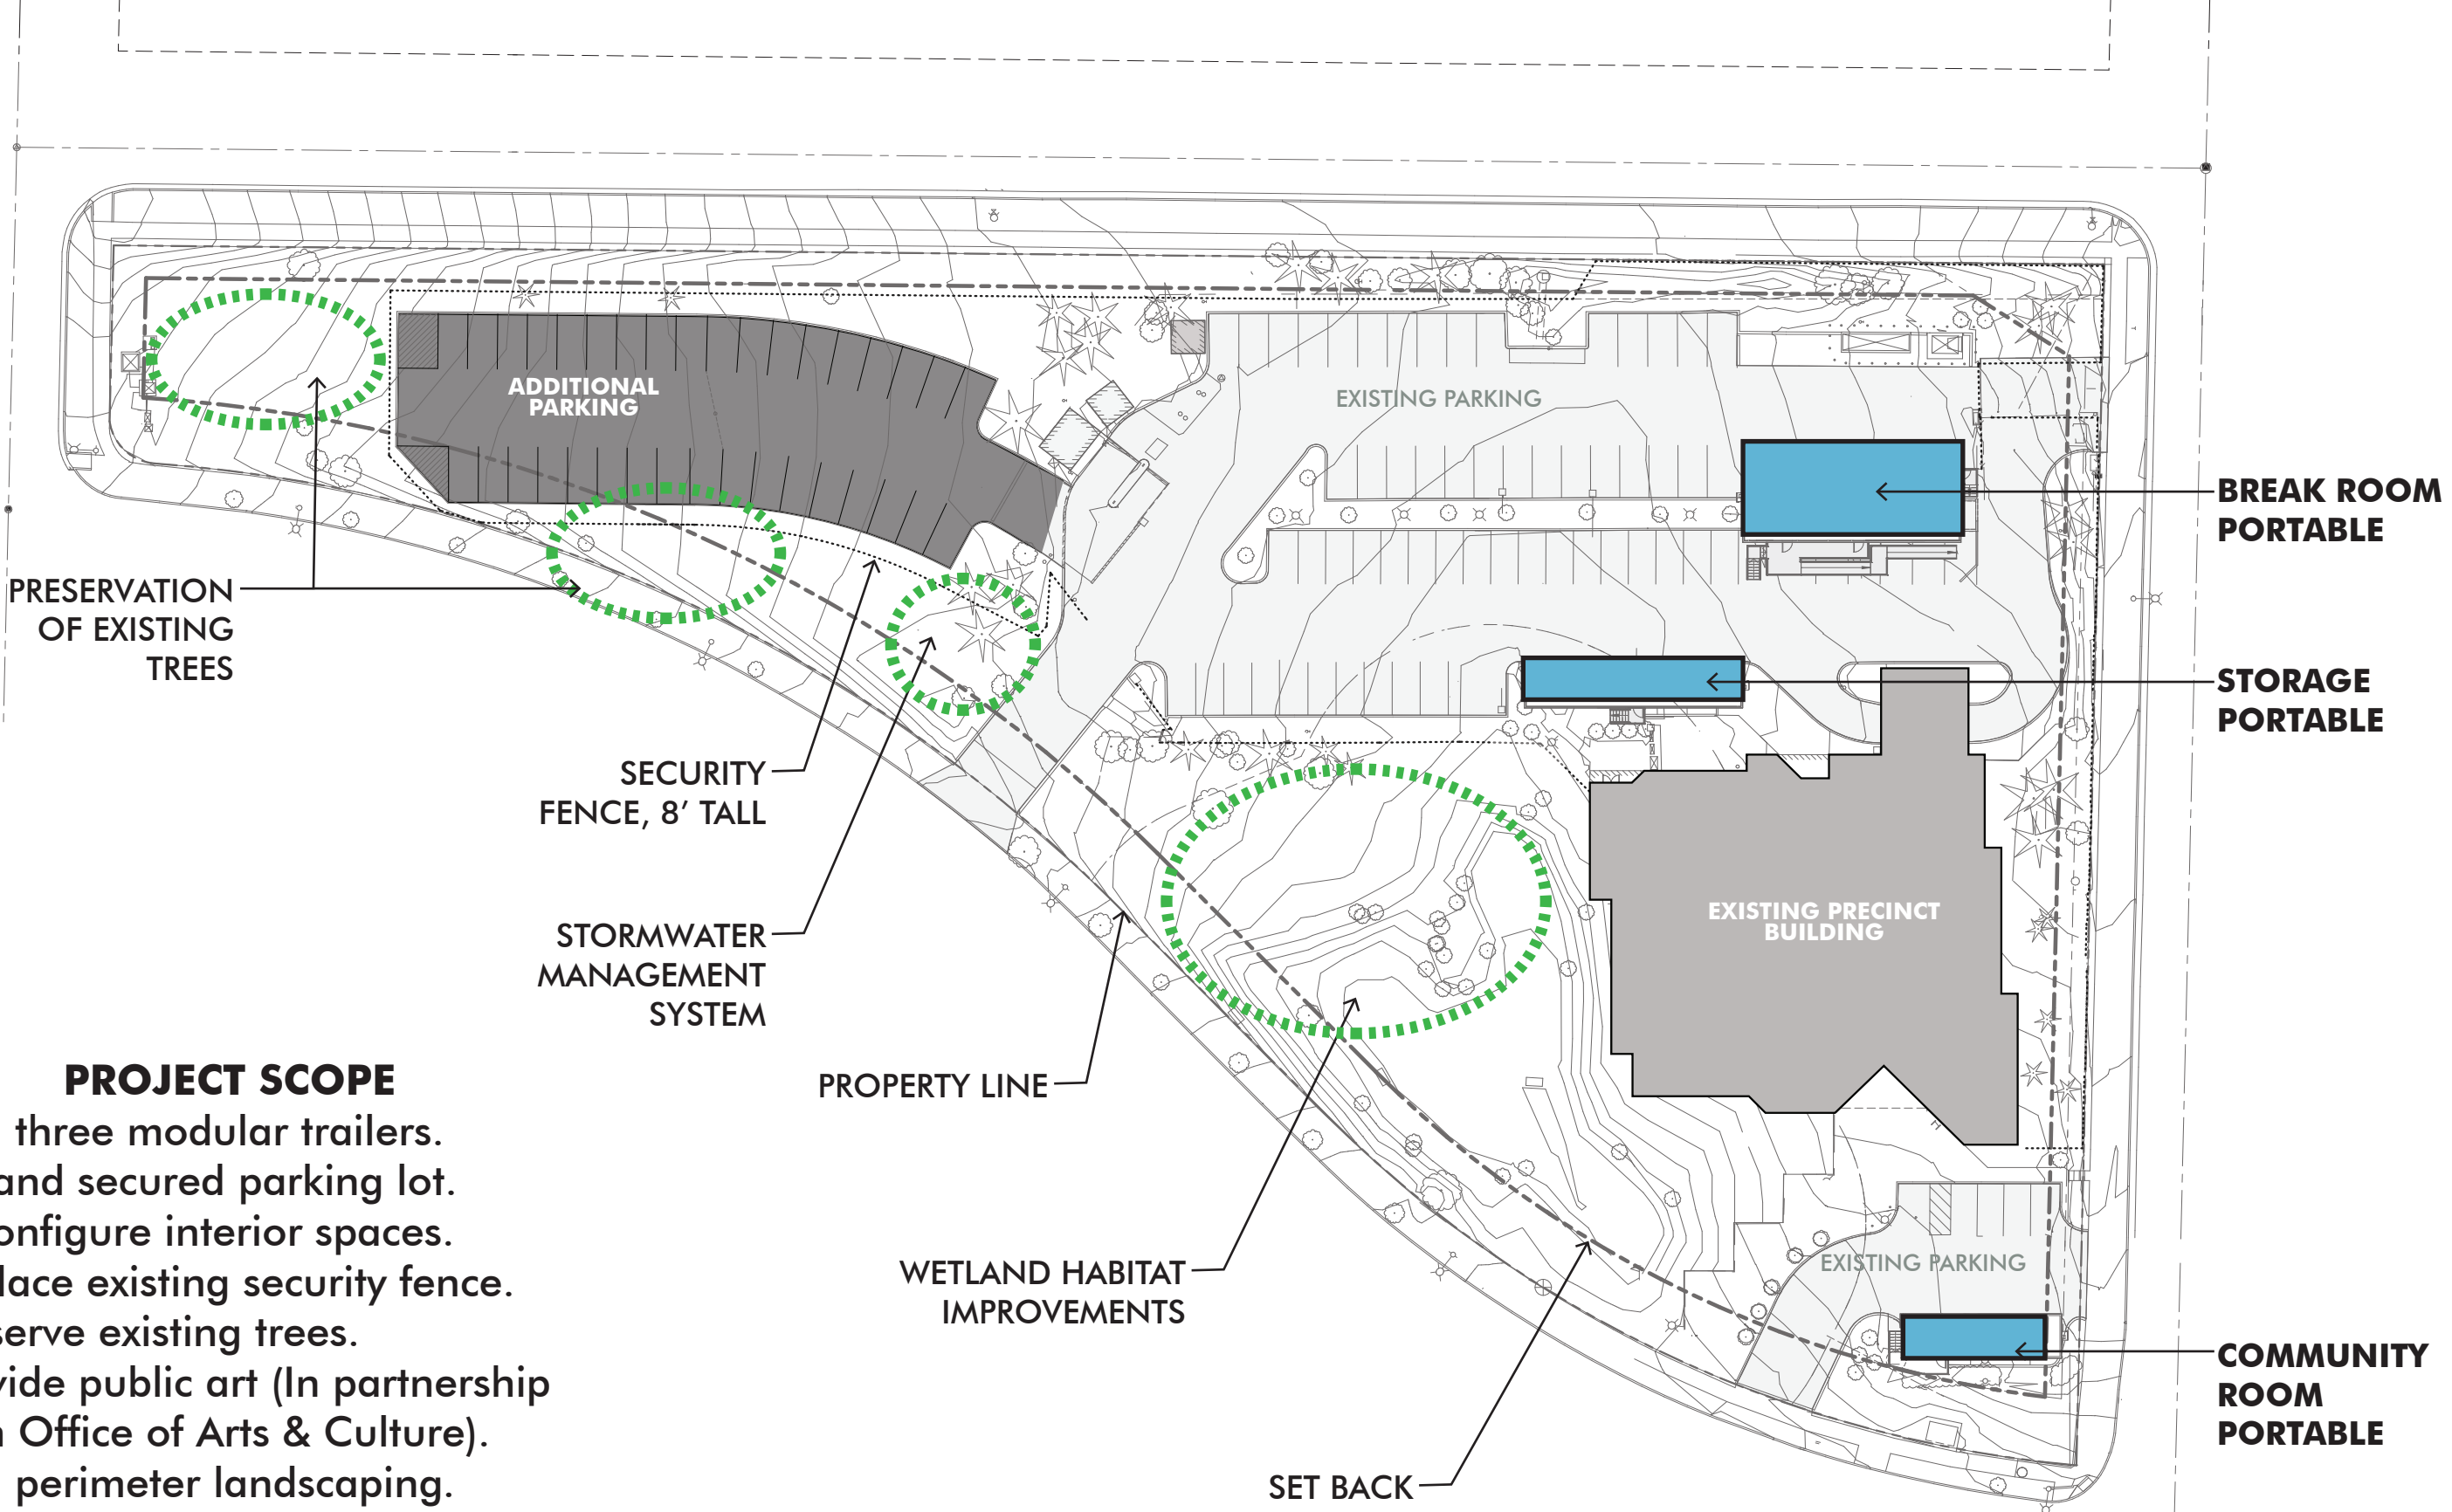 ADDITIONAL
PARKING
EXISTING PARKING
BREAK ROOM
PORTABLE
PRESERVATION
OF EXISTING
TREES
STORAGE
PORTABLE
SECURITY
FENCE, 8’ TALL
STORMWATER
MANAGEMENT
SYSTEM
EXISTING PRECINCT
BUILDING
PROPERTY LINE
WETLAND HABITAT
IMPROVEMENTS
EXISTING PARKING
COMMUNITY
ROOM
PORTABLE
SET BACK
PROJECT SCOPE
three modular trailers.
and secured parking lot.
onfigure interior spaces.
lace existing security fence.
serve existing trees.
vide public art (In partnership
Office of Arts & Culture).
perimeter landscaping.